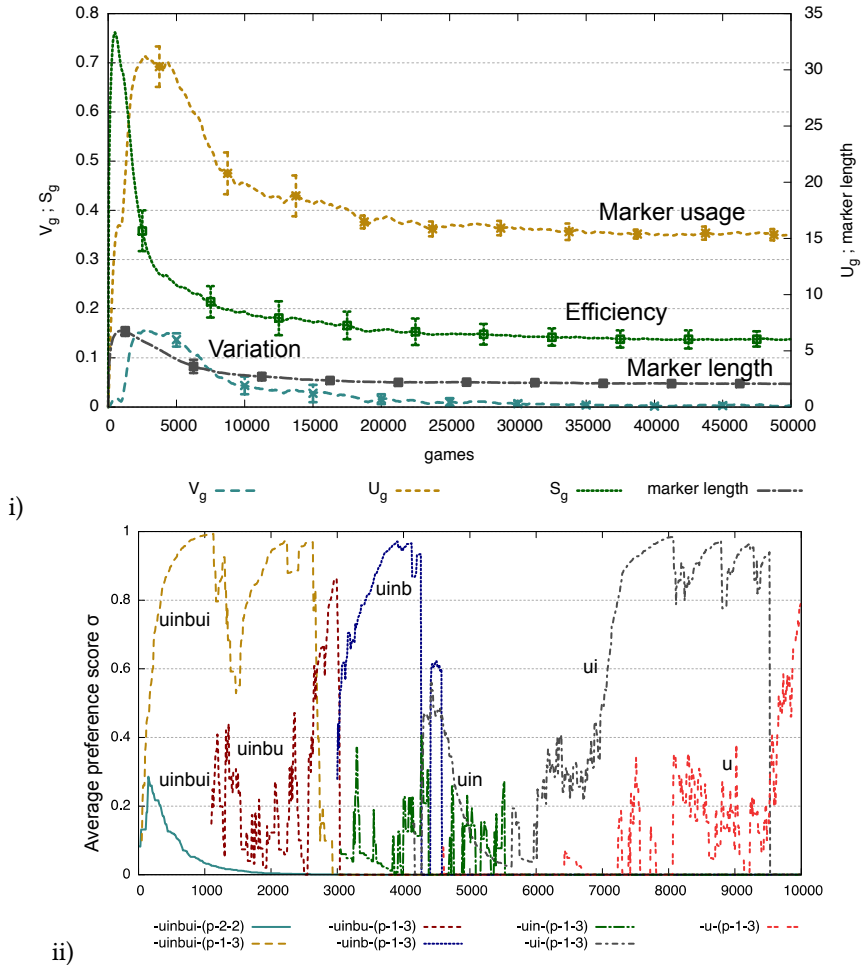 0.8
0.7
0.6
0.5
0.4
0.3
0.2
0.1
0
V_g ; S_g
35
30
25
20
15
10
5
0
U_g ; marker length
Marker usage
Efficiency
Variation
Marker length
0 5000 10000 15000 20000 25000 30000 35000 40000 45000 50000
games
i)
V_g U_g S_g marker length
1
0.8
0.6
0.4
0.2
0
Average preference score σ
uinbui
uinbui
uinbu
uinb
uin
ui
u
0 1000 2000 3000 4000 5000 6000 7000 8000 9000 10000
-uinbui-(p-2-2) -uinbu-(p-1-3) -uin-(p-1-3) -u-(p-1-3)
-uinbui-(p-1-3) -uinb-(p-1-3) -ui-(p-1-3)
ii)